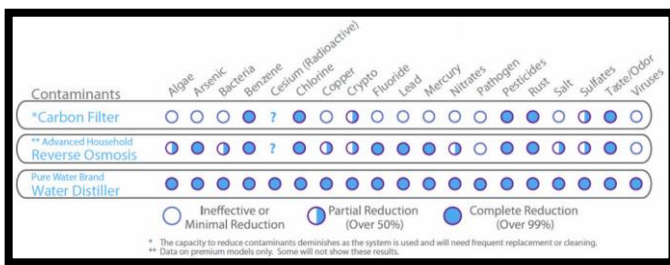 Contaminants
Algae
Arsenic
Bacteria
Benzene
Cesium (Radioactive)
Chlorine
Copper
Crypto
Fluoride
Lead
Mercury
Nitrates
Pathogen
Pesticides
Rust
Salt
Sulfates
Taste/Odor
Viruses
*Carbon Filter
?
** Advanced Household
Reverse Osmosis
?
Pure Water Brand
Water Distiller
Ineffective or
Minimal Reduction
Partial Reduction
(Over 50%)
Complete Reduction
(Over 99%)
* The capacity to reduce contaminants deminishes as the system is used and will need frequent replacement or cleaning.
** Data on premium models only. Some will not show these results.